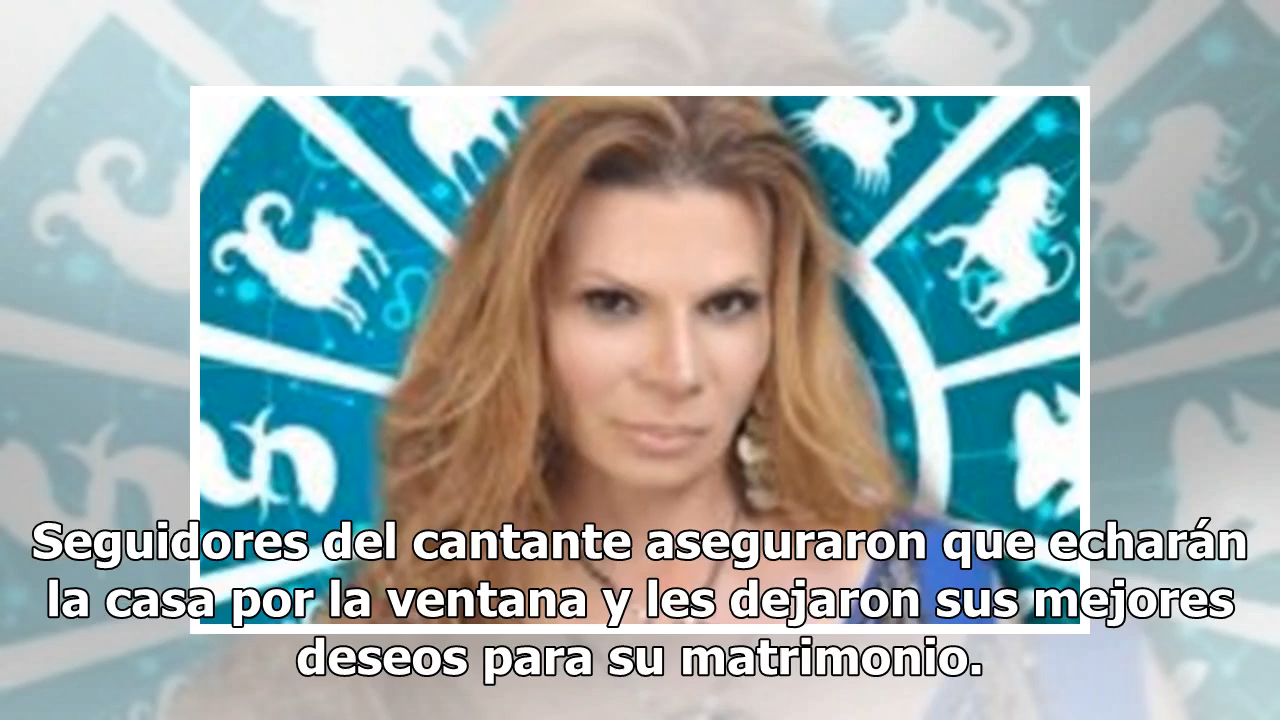 Seguidores del cantante aseguraron que echarán
la casa por la ventana y les dejaron sus mejores
deseos para su matrimonio.